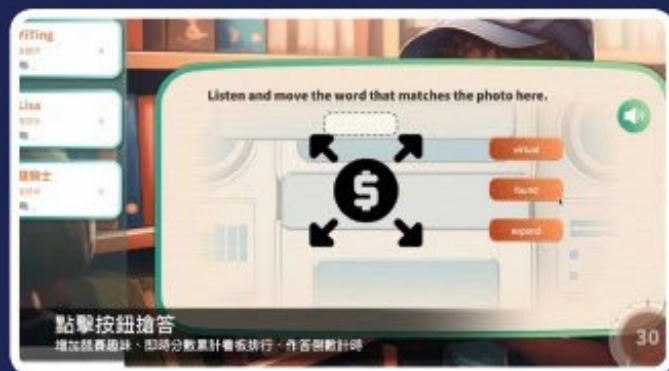 YiTing
Lisa
Listen and move the word that matches the photo here.
$
virtual
found
expand
點擊按鈕搶答
增加競賽趣味、即時分數累計看板排行、作答倒數計時
30